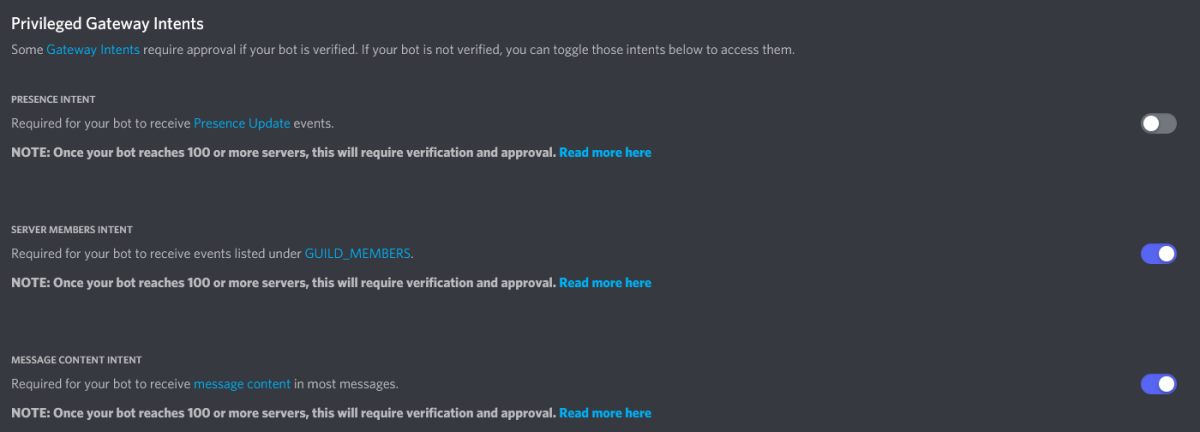 Privileged Gateway Intents
Some Gateway Intents require approval if your bot is verified. If your bot is not verified, you can toggle those intents below to access them.
PRESENCE INTENT
Required for your bot to receive Presence Update events.
NOTE: Once your bot reaches 100 or more servers, this will require verification and approval. Read more here
SERVER MEMBERS INTENT
Required for your bot to receive events listed under GUILD_MEMBERS.
NOTE: Once your bot reaches 100 or more servers, this will require verification and approval. Read more here
MESSAGE CONTENT INTENT
Required for your bot to receive message content in most messages.
NOTE: Once your bot reaches 100 or more servers, this will require verification and approval. Read more here